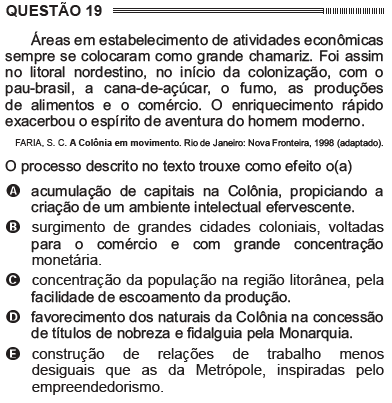 QUESTÃO 19
Áreas em estabelecimento de atividades econômicas
sempre se colocaram como grande chamariz. Foi assim
no litoral nordestino, no início da colonização, com o
pau-brasil, a cana-de-açúcar, o fumo, as produções
de alimentos e o comércio. O enriquecimento rápido
exacerbou o espírito de aventura do homem moderno.
FARIA, S. C. A Colônia em movimento. Rio de Janeiro: Nova Fronteira, 1998 (adaptado).
O processo descrito no texto trouxe como efeito o(a)
A acumulação de capitais na Colônia, propiciando a
criação de um ambiente intelectual efervescente.
B surgimento de grandes cidades coloniais, voltadas
para o comércio e com grande concentração
monetária.
C concentração da população na região litorânea, pela
facilidade de escoamento da produção.
D favorecimento dos naturais da Colônia na concessão
de títulos de nobreza e fidalguia pela Monarquia.
E construção de relações de trabalho menos
desiguais que as da Metrópole, inspiradas pelo
empreendedorismo.